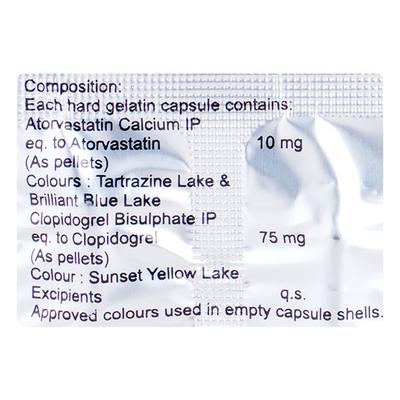 Composition:
Each hard gelatin capsule contains:
Atorvastatin Calcium IP
eq. to Atorvastatin 10 mg
(As pellets)
Colours : Tartrazine Lake &
Brilliant Blue Lake
Clopidogrel Bisulphate IP
eq. to Clopidogrel 75 mg
(As pellets)
Colour : Sunset Yellow Lake
Excipients q.s.
Approved colours used in empty capsule shells.